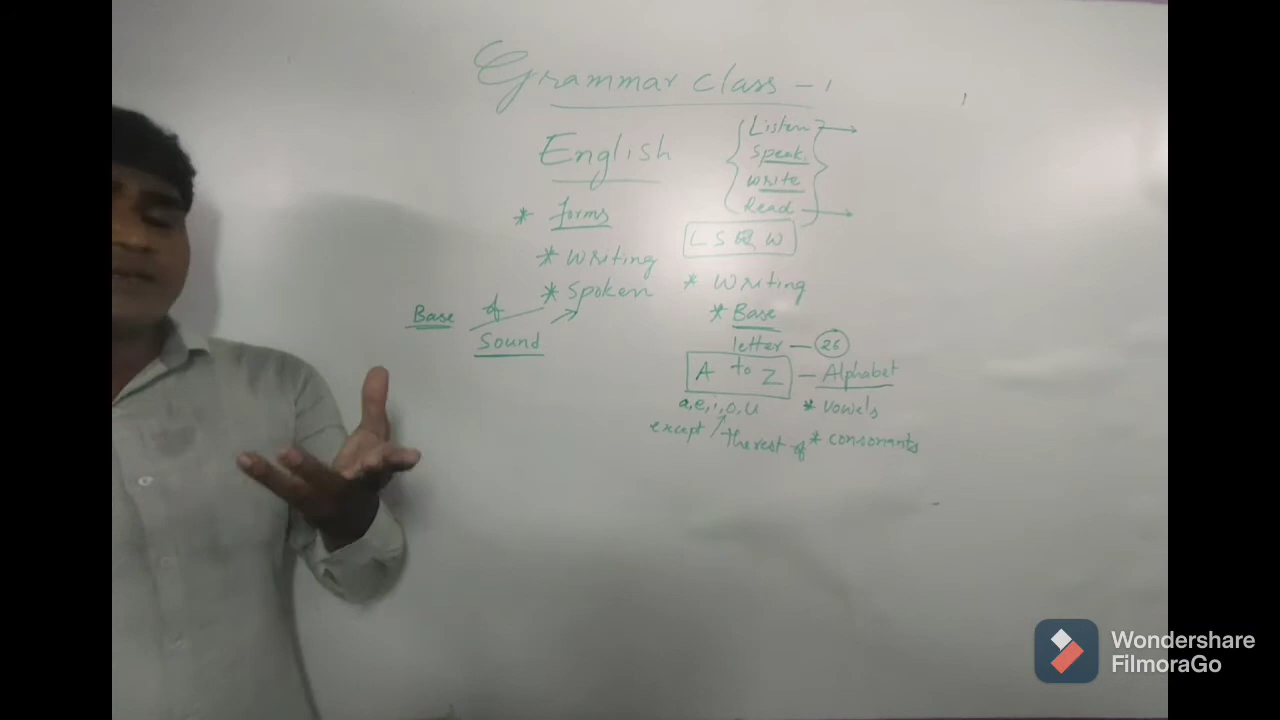 Grammar class - 1
English
* forms
* Writing
* Spoken
Base of
Sound
Listen
Speak
Write
Read
L S R W
* Writing
* Base
letter - 26
A to Z - Alphabet
a, e, i, o, u * vowels
except the rest of * consonants
Wondershare
FilmoraGo